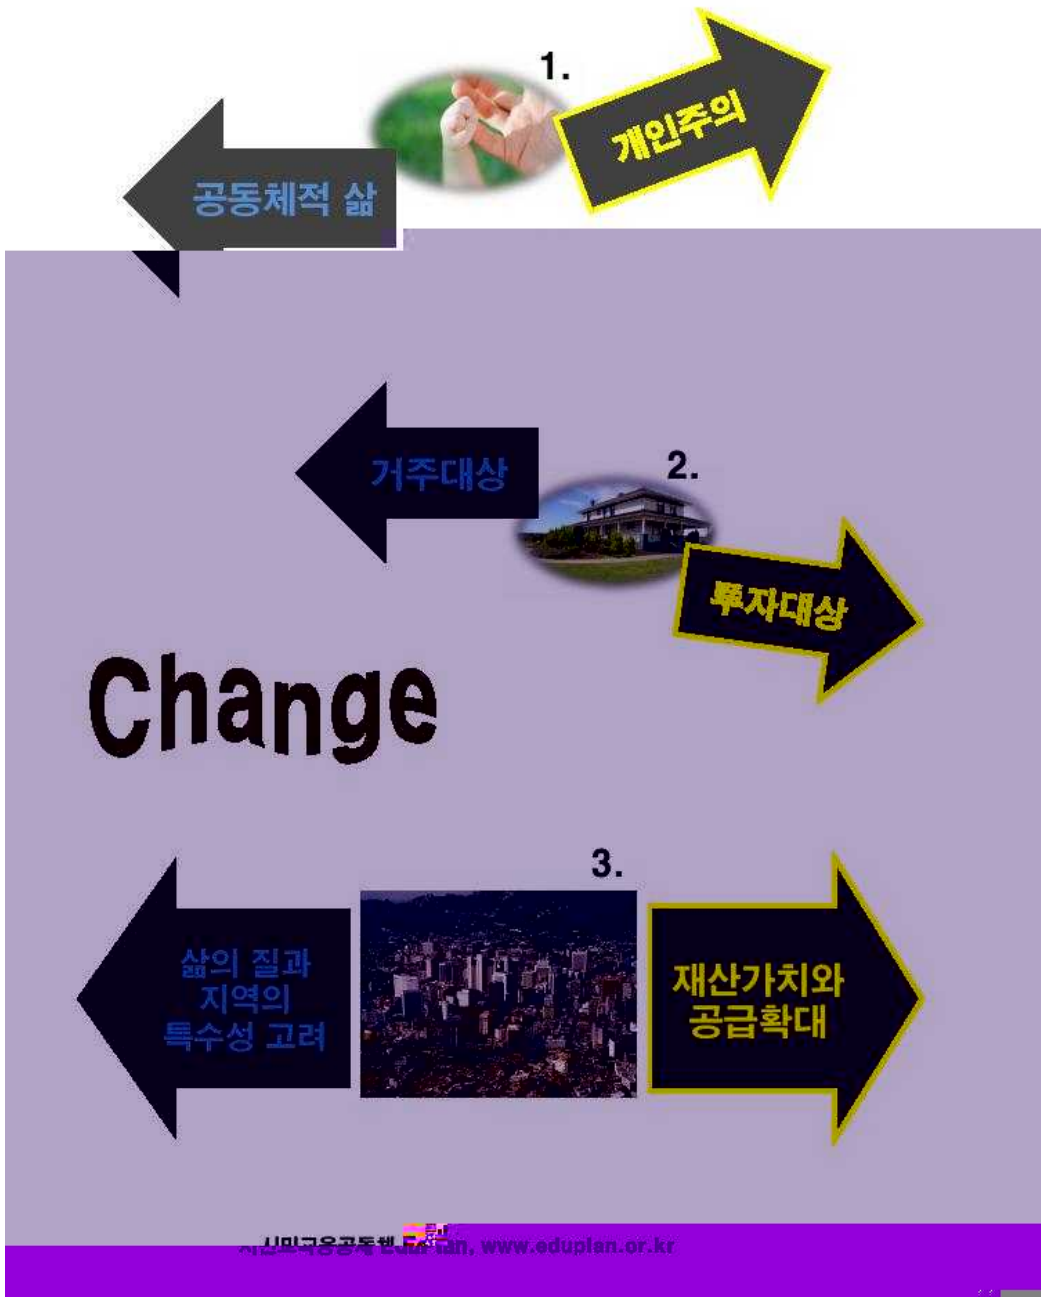 1.
개인주의
공동체적 삶
2.
거주대상
투자대상
Change
3.
삶의 질과
지역의
특수성 고려
재산가치와
공급확대
www.eduplan.or.kr